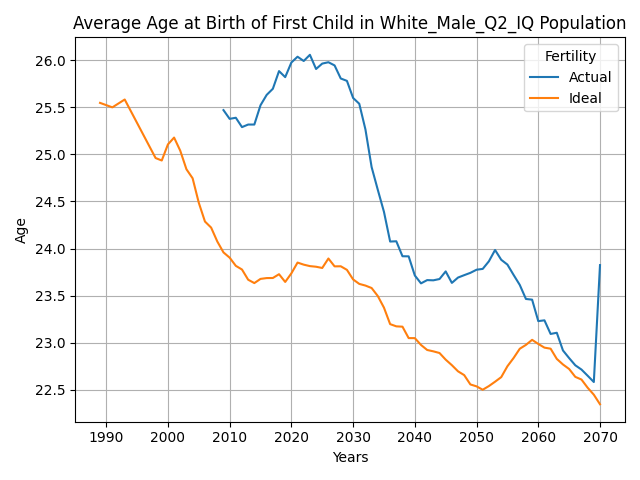 Average Age at Birth of First Child in White_Male_Q2_IQ Population
Fertility
Actual
Ideal
Age
26.0
25.5
25.0
24.5
24.0
23.5
23.0
22.5
1990 2000 2010 2020 2030 2040 2050 2060 2070
Years